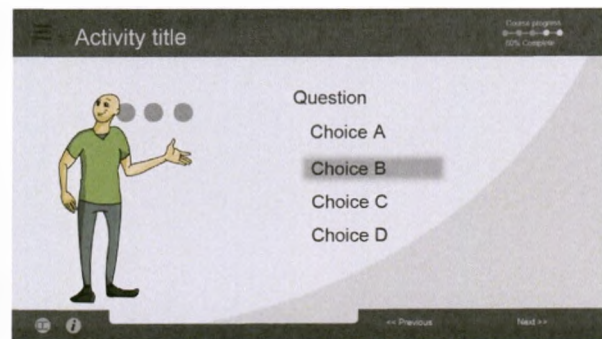 Activity title
Course progress
60% Complete
Question
Choice A
Choice B
Choice C
Choice D
<< Previous
Next >>